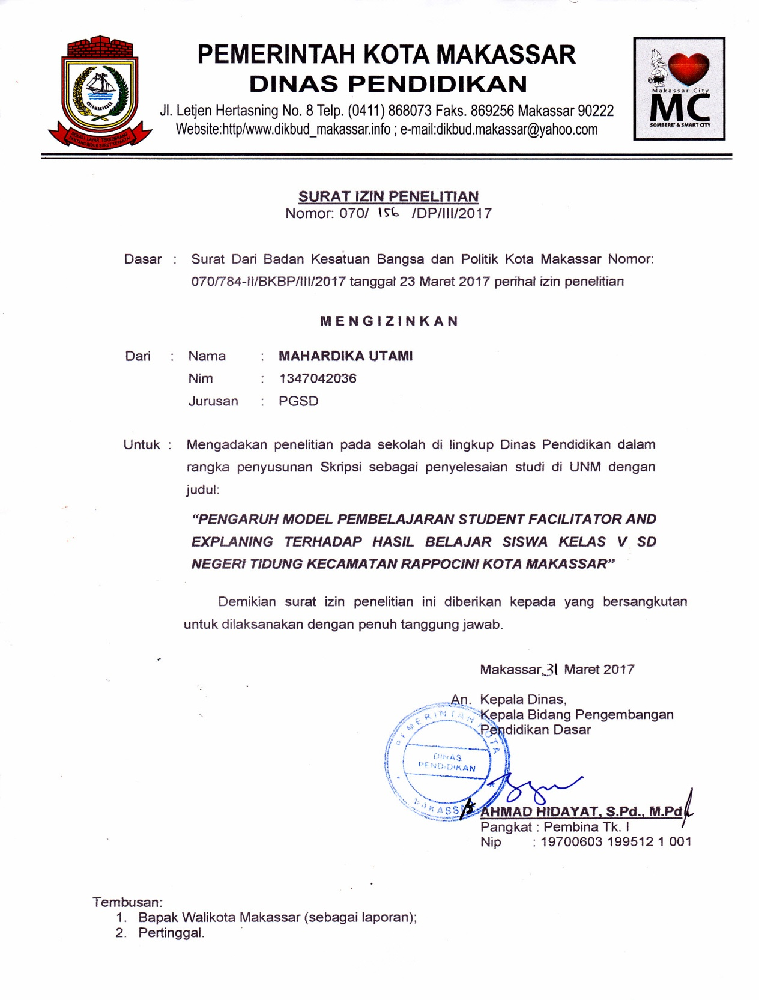 PEMERINTAH KOTA MAKASSAR
DINAS PENDIDIKAN
Jl. Letjen Hertasning No. 8 Telp. (0411) 868073 Faks. 869256 Makassar 90222
Website:http/www.dikbud_makassar.info ; e-mail:dikbud.makassar@yahoo.com
KOTA MAKASSAR
SEKALI LAYAR TERKEMBANG
PANTANG BIDUK SURUT KEPANTAI
Makassar City
MC
SOMBERE' & SMART CITY
SURAT IZIN PENELITIAN
Nomor: 070/ 156 /DP/III/2017
Dasar : Surat Dari Badan Kesatuan Bangsa dan Politik Kota Makassar Nomor:
070/784-II/BKBP/III/2017 tanggal 23 Maret 2017 perihal izin penelitian
M E N G I Z I N K A N
Dari : Nama : MAHARDIKA UTAMI
Nim : 1347042036
Jurusan : PGSD
Untuk : Mengadakan penelitian pada sekolah di lingkup Dinas Pendidikan dalam
rangka penyusunan Skripsi sebagai penyelesaian studi di UNM dengan
judul:
“PENGARUH MODEL PEMBELAJARAN STUDENT FACILITATOR AND
EXPLANING TERHADAP HASIL BELAJAR SISWA KELAS V SD
NEGERI TIDUNG KECAMATAN RAPPOCINI KOTA MAKASSAR”
Demikian surat izin penelitian ini diberikan kepada yang bersangkutan
untuk dilaksanakan dengan penuh tanggung jawab.
Makassar, 31 Maret 2017
An. Kepala Dinas,
Kepala Bidang Pengembangan
Pendidikan Dasar
PEMERINTAH KOTA
DINAS
PENDIDIKAN
MAKASSAR
AHMAD HIDAYAT, S.Pd., M.Pd
Pangkat : Pembina Tk. I
Nip : 19700603 199512 1 001
Tembusan:
1. Bapak Walikota Makassar (sebagai laporan);
2. Pertinggal.